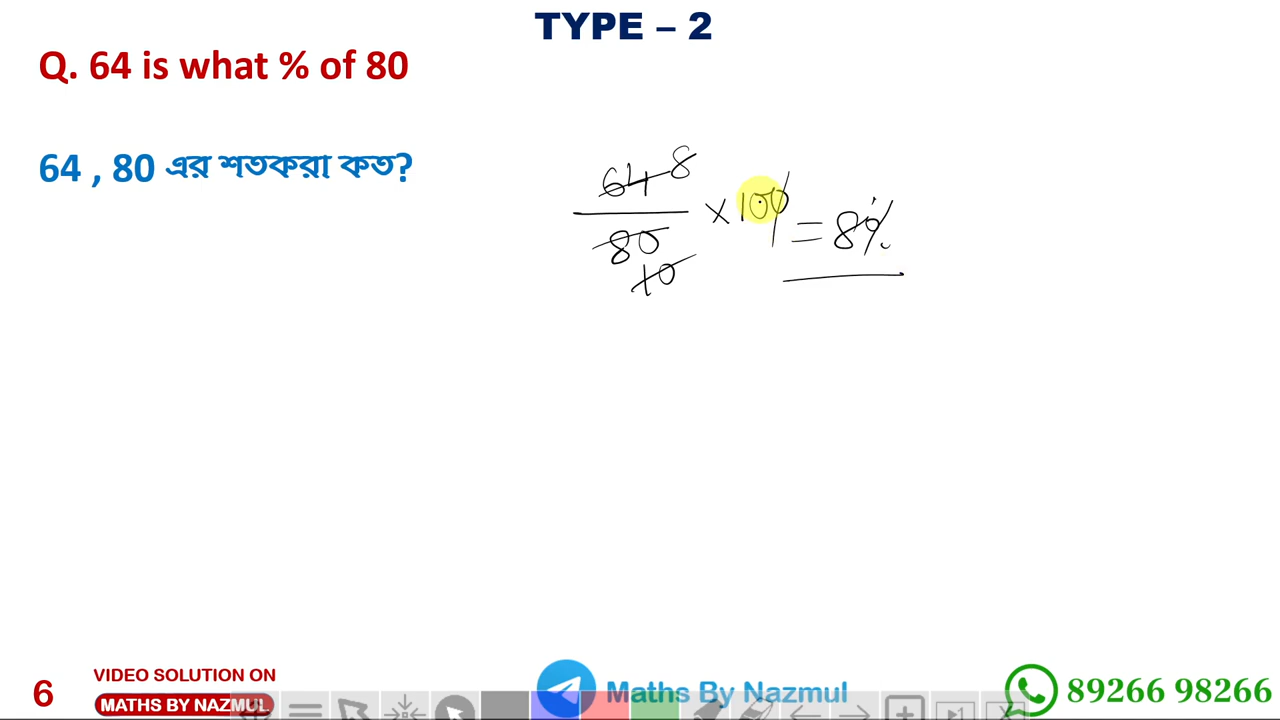 TYPE – 2
Q. 64 is what % of 80
64 , 80 এর শতকরা কত?
64 8
80
10
× 100 = 80%
6
VIDEO SOLUTION ON
MATHS BY NAZMUL
Maths By Nazmul
89266 98266